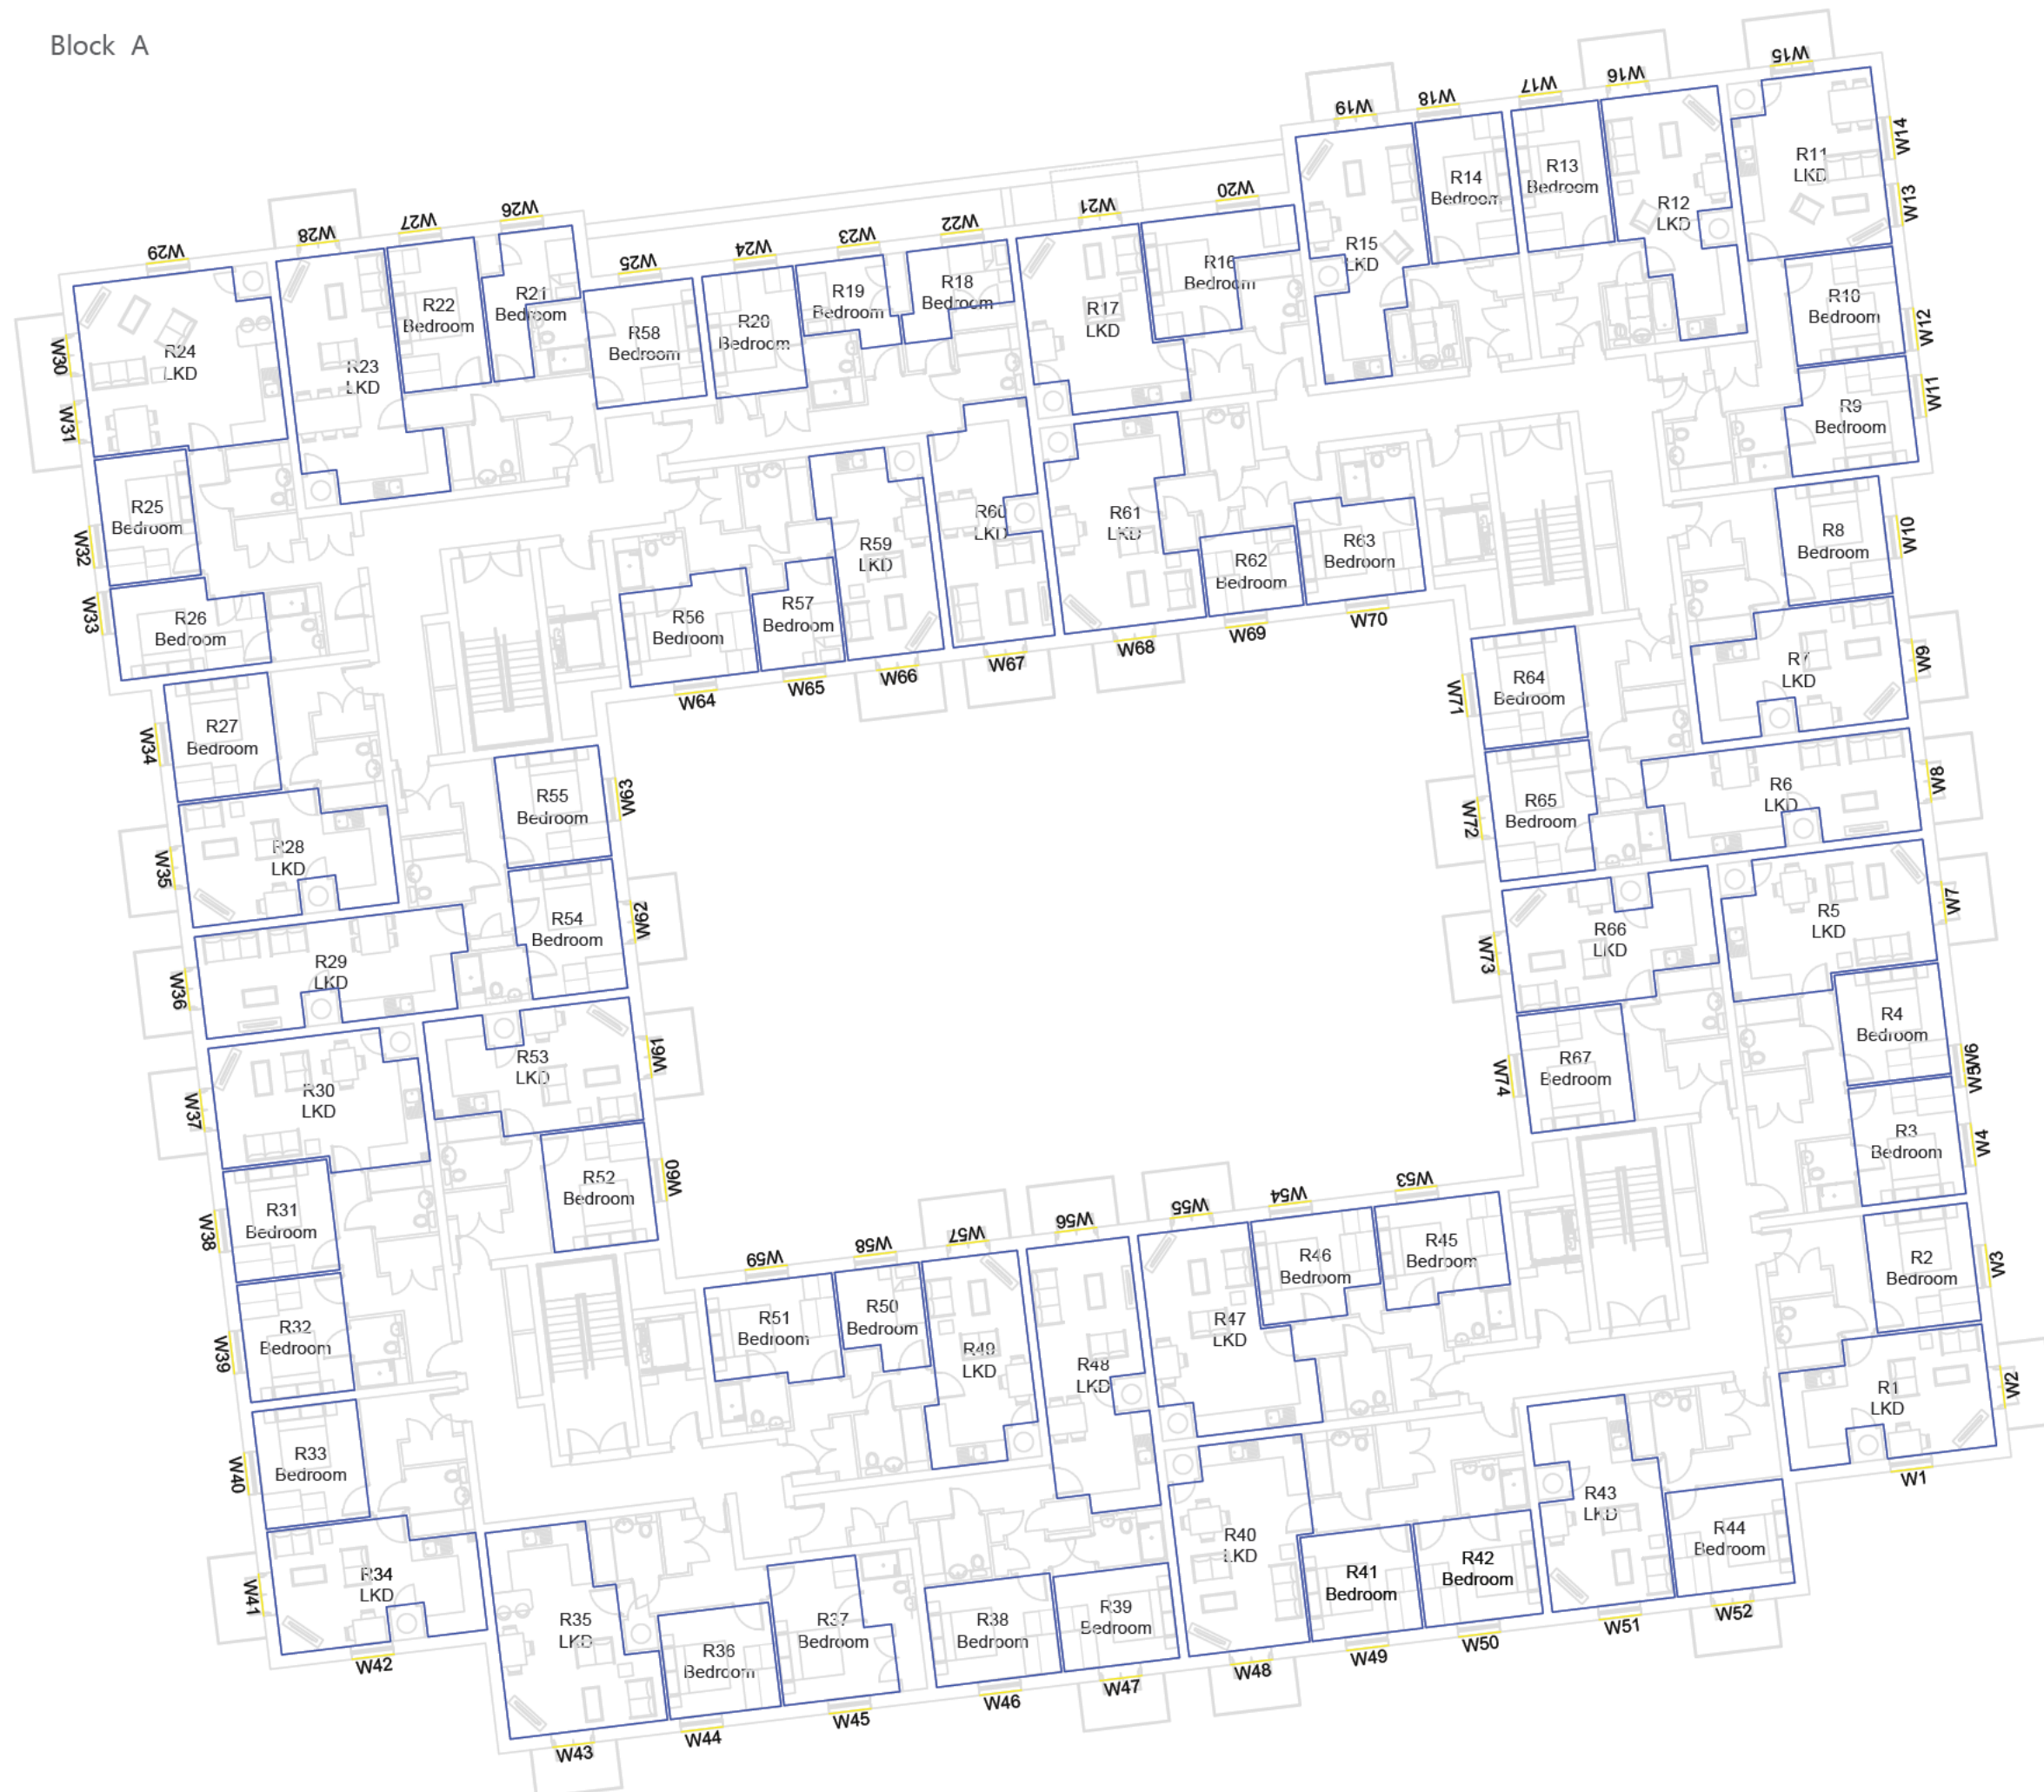 Block A
W15
W16
W17
W18
W19
W14
W13
R11
LKD
R12
LKD
R13
Bedroom
R14
Bedroom
R15
LKD
W20
W21
W22
W23
W24
W25
W26
W27
W28
W29
R16
Bedroom
R17
LKD
R18
Bedroom
R19
Bedroom
R20
Bedroom
R58
Bedroom
R21
Bedroom
R22
Bedroom
R23
LKD
R24
LKD
W30
W31
R10
Bedroom
W12
R9
Bedroom
W11
R25
Bedroom
W32
R26
Bedroom
W33
R56
Bedroom
R57
Bedroom
R59
LKD
R60
LKD
R61
LKD
R62
Bedroom
R63
Bedroom
W64
W65
W66
W67
W68
W69
W70
R8
Bedroom
W10
R7
LKD
W9
R64
Bedroom
W71
R27
Bedroom
W34
R55
Bedroom
W63
R65
Bedroom
W72
R6
LKD
W8
R28
LKD
W35
R54
Bedroom
W62
R66
LKD
W73
R5
LKD
W7
R29
LKD
W36
R53
LKD
W61
R67
Bedroom
W74
R4
Bedroom
W5
W6
R30
LKD
W37
R52
Bedroom
W60
R3
Bedroom
W4
R31
Bedroom
W38
R2
Bedroom
W3
R32
Bedroom
W39
W59
W58
W57
W56
W55
W54
W53
R51
Bedroom
R50
Bedroom
R49
LKD
R48
LKD
R47
LKD
R46
Bedroom
R45
Bedroom
R1
LKD
W2
W1
R33
Bedroom
W40
R34
LKD
W41
W42
R35
LKD
R36
Bedroom
R37
Bedroom
R38
Bedroom
R39
Bedroom
R40
LKD
R41
Bedroom
R42
Bedroom
R43
LKD
R44
Bedroom
W43
W44
W45
W46
W47
W48
W49
W50
W51
W52